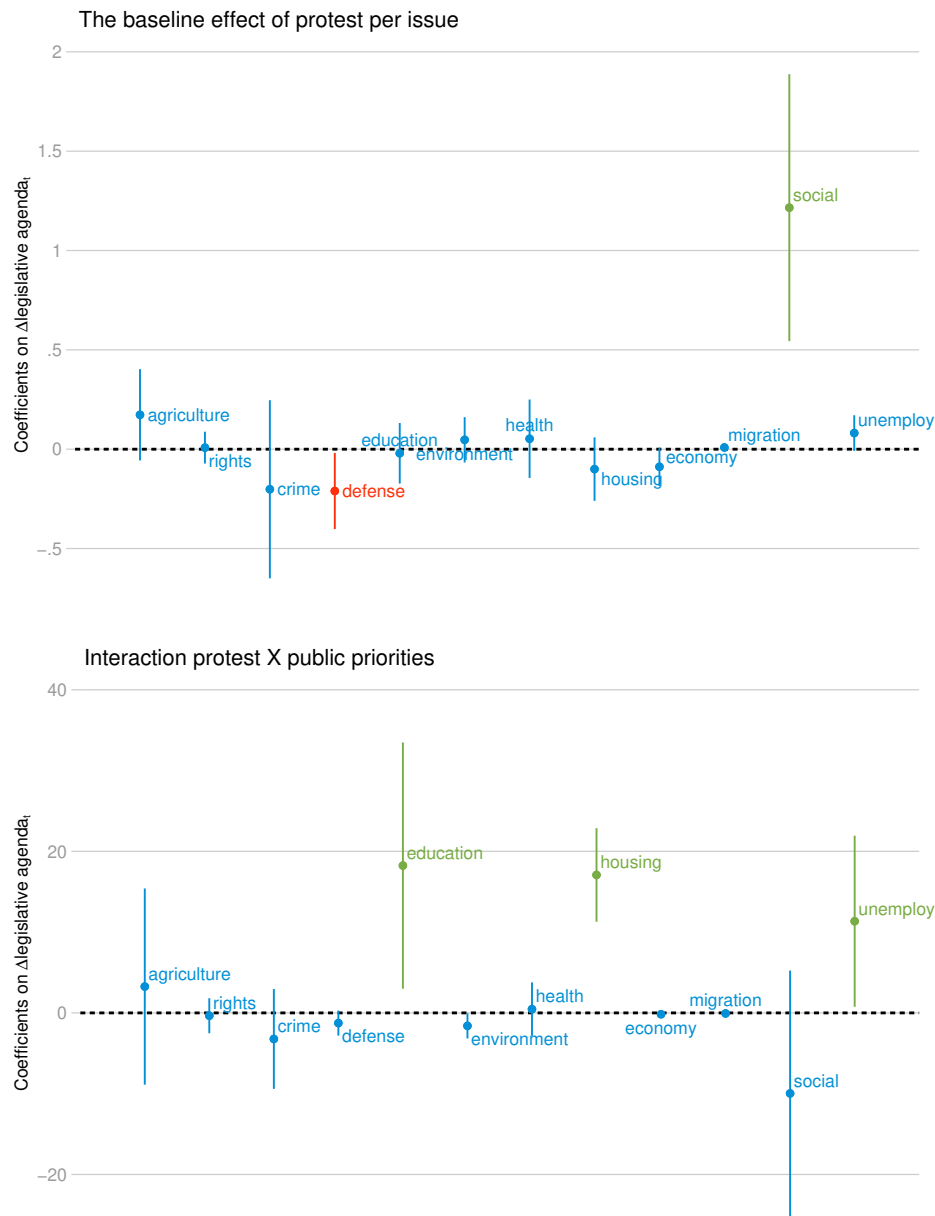 The baseline effect of protest per issue
2
1.5
1
.5
0
−.5
Coefficients on Δlegislative agendaₜ
social
agriculture
rights
crime
defense
education
environment
health
housing
economy
migration
unemploy
Interaction protest X public priorities
40
20
0
−20
Coefficients on Δlegislative agendaₜ
education
housing
unemploy
agriculture
rights
crime
defense
environment
health
economy
migration
social